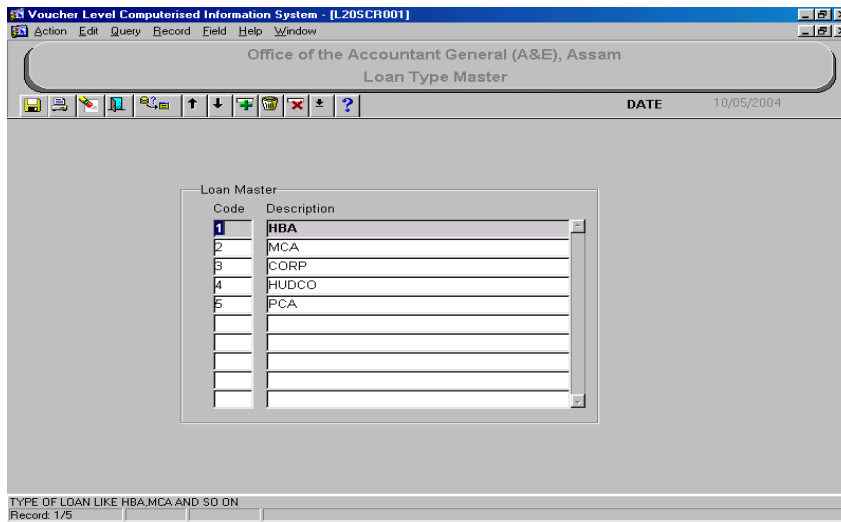 Voucher Level Computerised Information System - [L20SCR001]
Action Edit Query Record Field Help Window
Office of the Accountant General (A&E), Assam
Loan Type Master
DATE 10/05/2004
Loan Master
Code Description
1 HBA
2 MCA
3 CORP
4 HUDCO
5 PCA
TYPE OF LOAN LIKE HBA,MCA AND SO ON
Record: 1/5